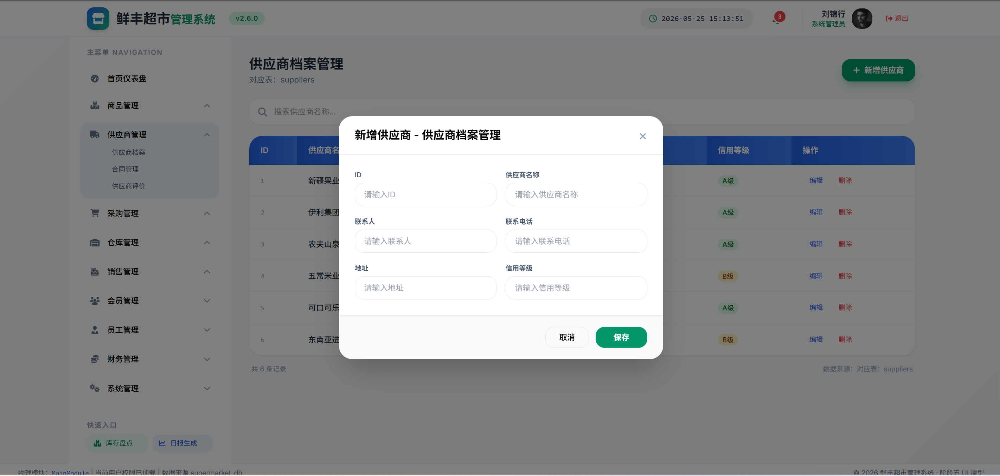 鲜丰超市管理系统 v2.6.0
2026-05-25 15:13:51
3
刘锦行
系统管理员
退出
主菜单 NAVIGATION
首页仪表盘
商品管理
供应商管理
供应商档案
合同管理
供应商评价
采购管理
仓库管理
销售管理
会员管理
员工管理
财务管理
系统管理
快速入口
库存盘点
日报生成
供应商档案管理
对应表：suppliers
新增供应商
搜索供应商名称...
ID 供应商名 信用等级 操作
1 新疆果业 A级 编辑 删除
2 伊利集团 A级 编辑 删除
3 农夫山泉 A级 编辑 删除
4 五常米业 B级 编辑 删除
5 可口可乐 A级 编辑 删除
6 东南亚进 B级 编辑 删除
共 6 条记录
数据来源：对应表：suppliers
新增供应商 - 供应商档案管理
ID
请输入ID
供应商名称
请输入供应商名称
联系人
请输入联系人
联系电话
请输入联系电话
地址
请输入地址
信用等级
请输入信用等级
取消
保存
物理模块：MainModule | 当前用户权限已加载 | 数据来源 supermarket_db
© 2026 鲜丰超市管理系统 · 阶段五 UI 原型